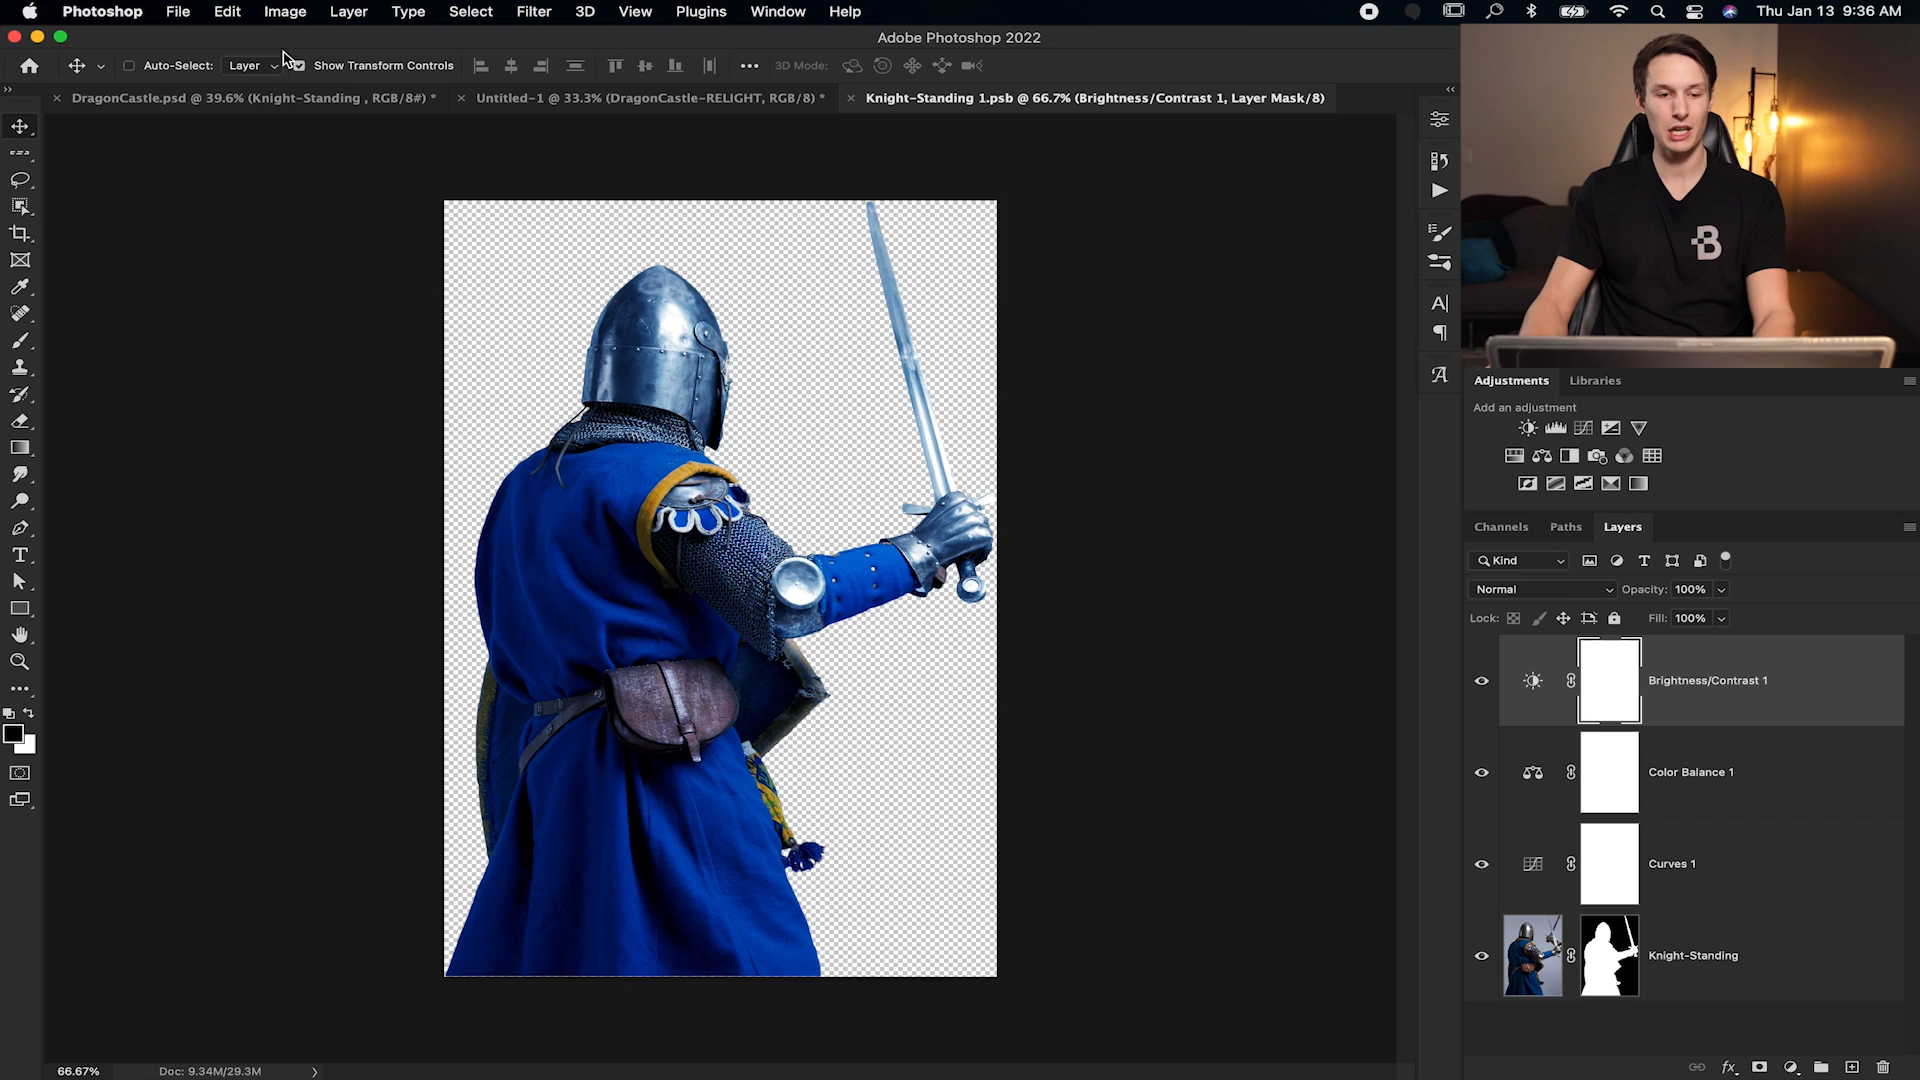 Photoshop File Edit Image Layer Type Select Filter 3D View Plugins Window Help
Thu Jan 13 9:36 AM
Adobe Photoshop 2022
Auto-Select: Layer Show Transform Controls 3D Mode:
DragonCastle.psd @ 39.6% (Knight-Standing , RGB/8#) *
Untitled-1 @ 33.3% (DragonCastle-RELIGHT, RGB/8) *
Knight-Standing 1.psb @ 66.7% (Brightness/Contrast 1, Layer Mask/8)
B
Adjustments Libraries
Add an adjustment
Channels Paths Layers
Kind
Normal Opacity: 100%
Lock: Fill: 100%
Brightness/Contrast 1
Color Balance 1
Curves 1
Knight-Standing
66.67% Doc: 9.34M/29.3M
fx